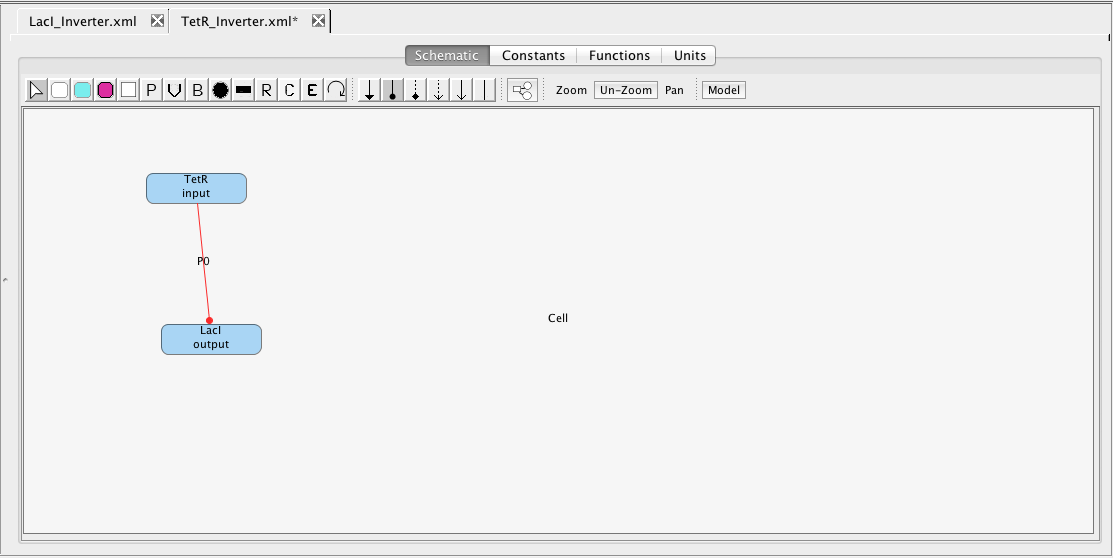 LacI_Inverter.xml TetR_Inverter.xml*
Schematic Constants Functions Units
P V B R C E Zoom Un-Zoom Pan Model
TetR
input
P0
Cell
LacI
output